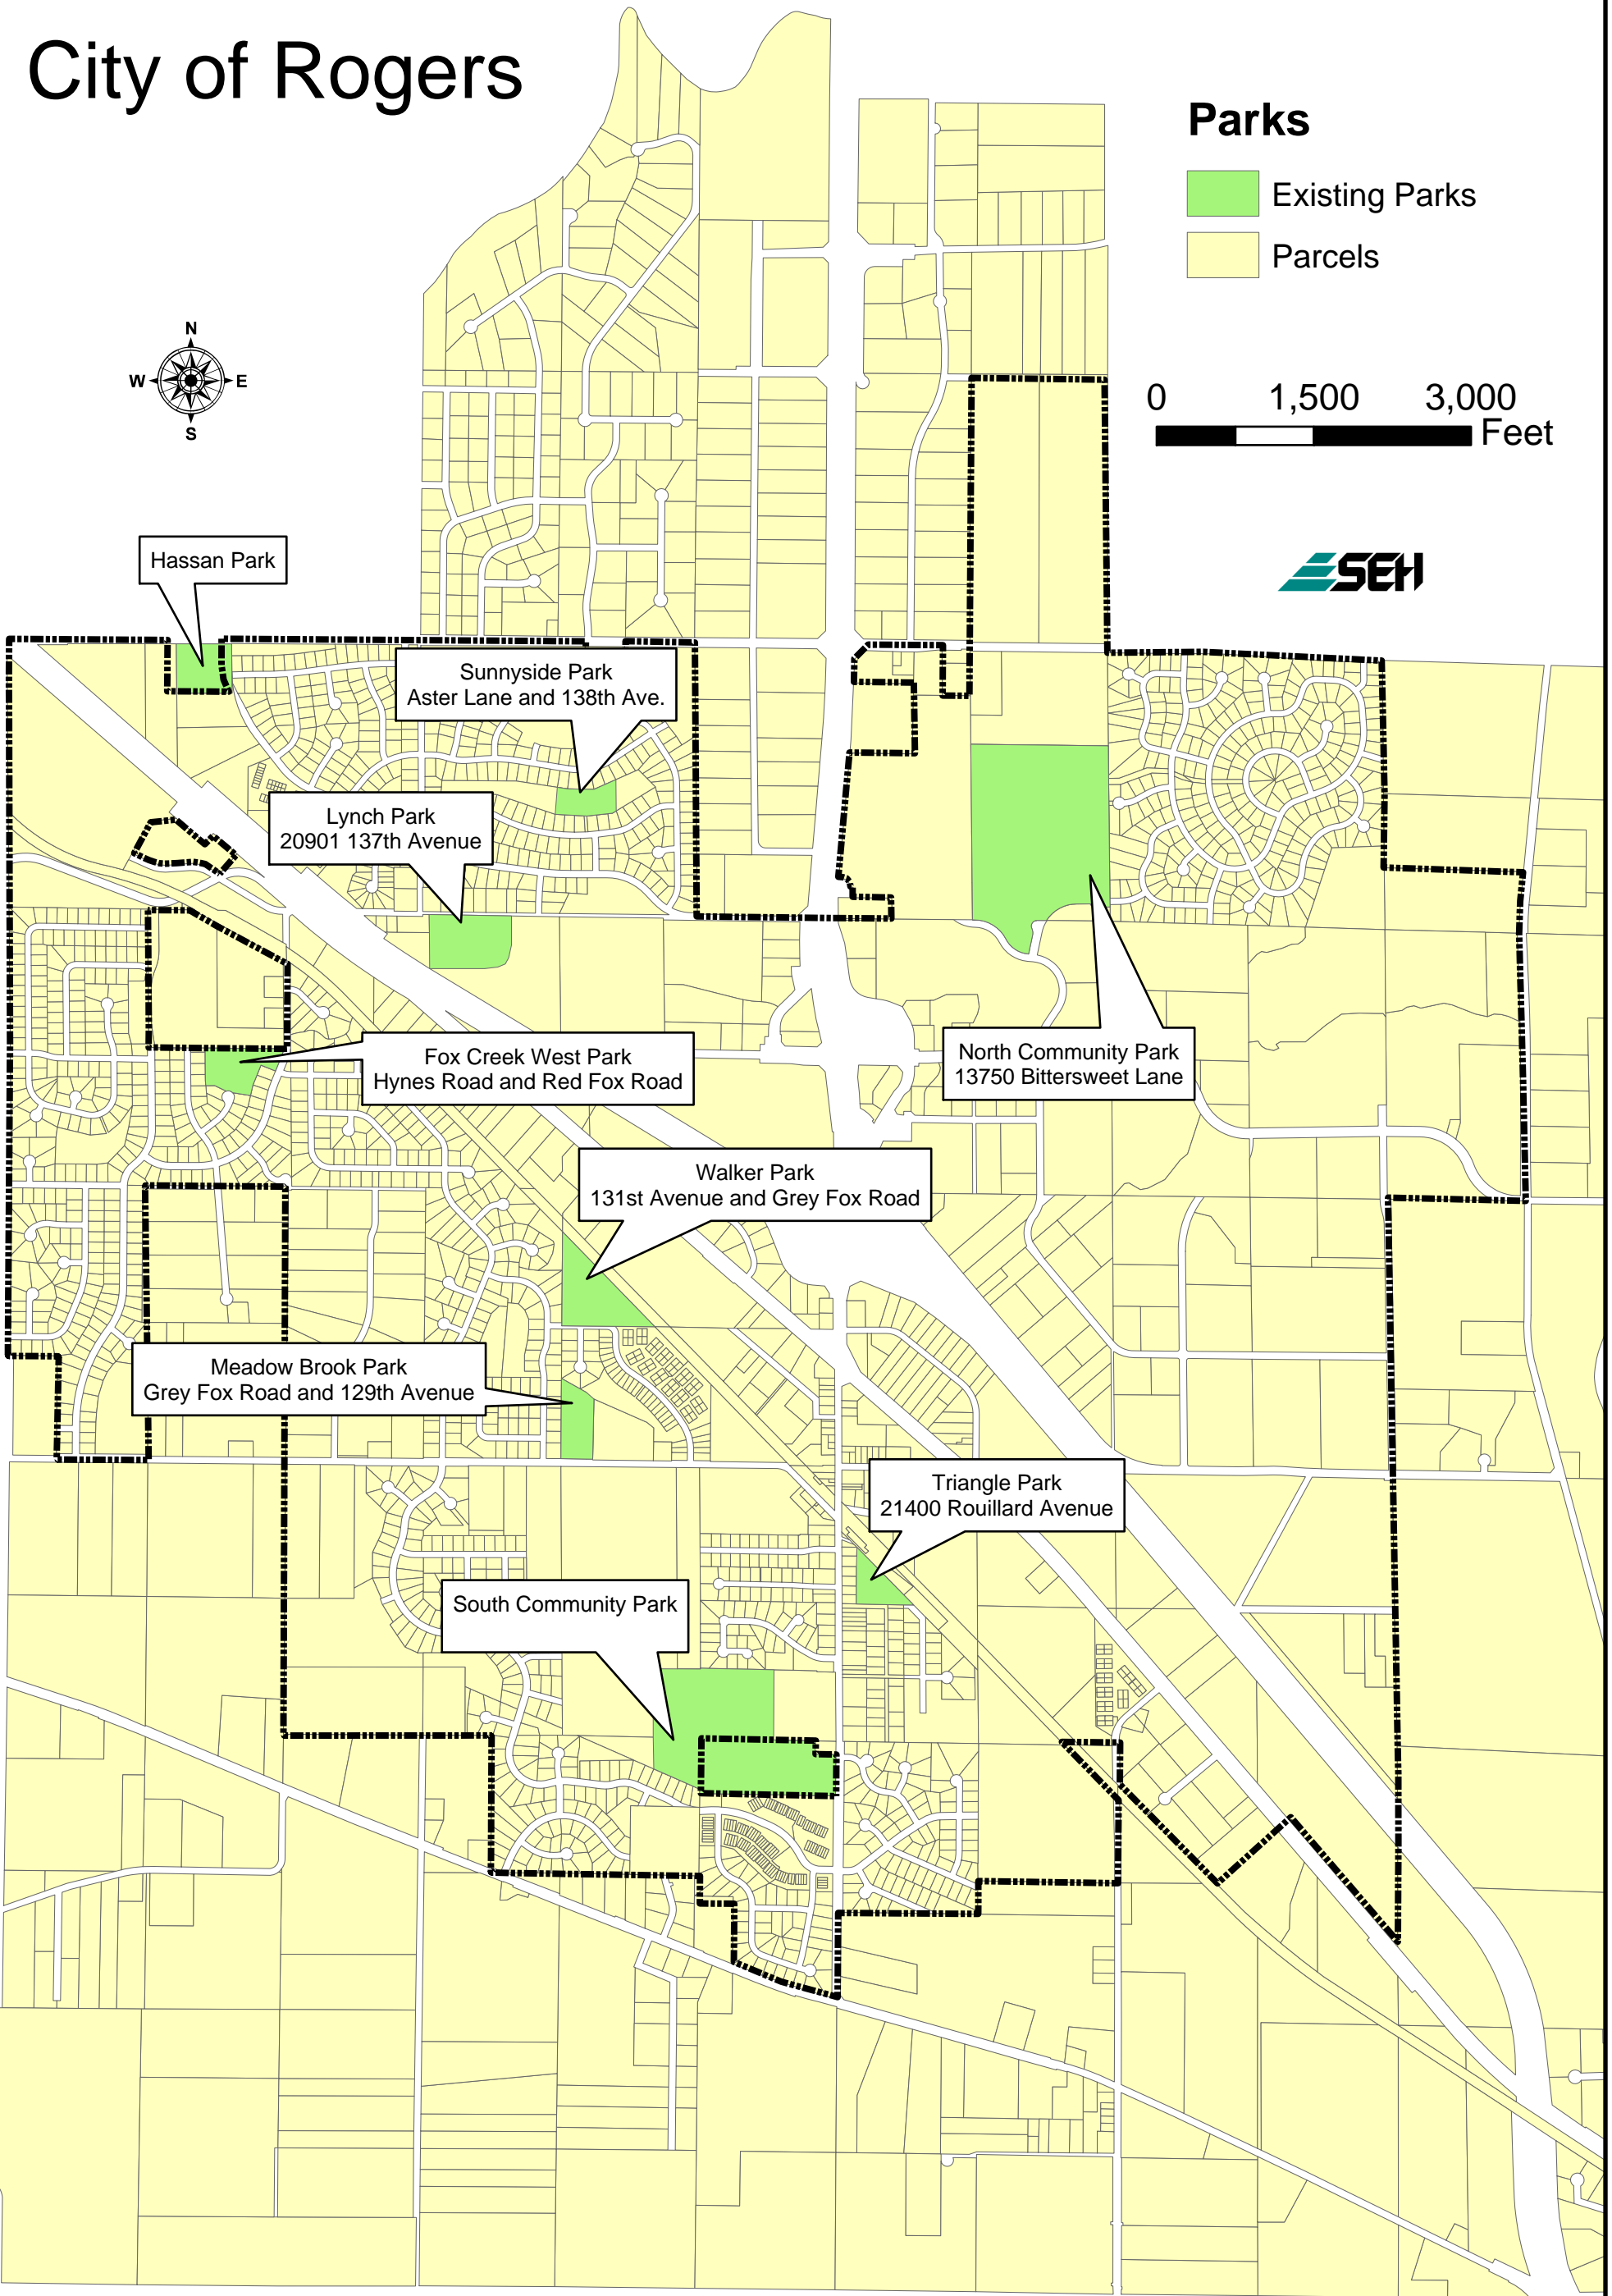 City of Rogers
Parks
Existing Parks
Parcels
N
W E
S
0 1,500 3,000
Feet
SEH
Hassan Park
Sunnyside Park
Aster Lane and 138th Ave.
Lynch Park
20901 137th Avenue
Fox Creek West Park
Hynes Road and Red Fox Road
North Community Park
13750 Bittersweet Lane
Walker Park
131st Avenue and Grey Fox Road
Meadow Brook Park
Grey Fox Road and 129th Avenue
Triangle Park
21400 Rouillard Avenue
South Community Park